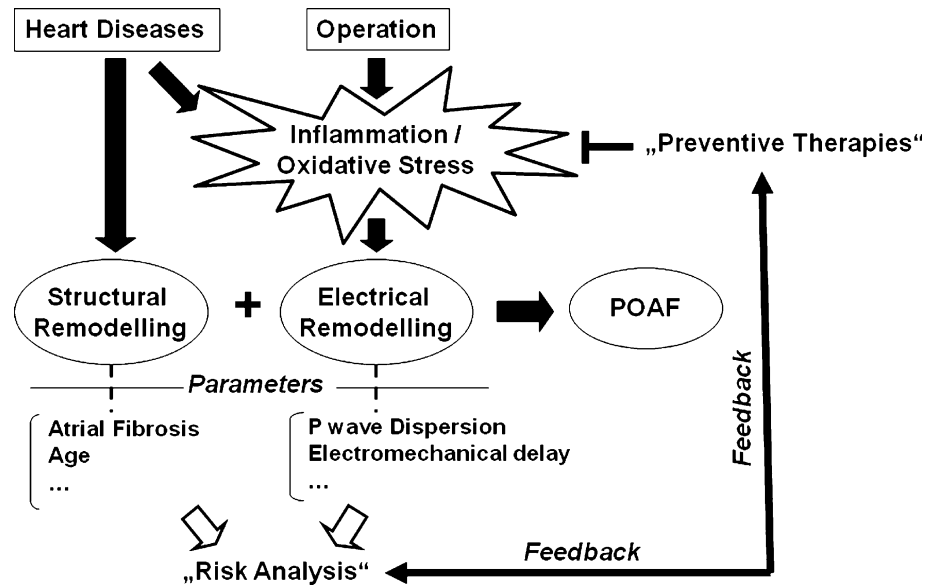 Heart Diseases
Operation
Inflammation /
Oxidative Stress
„Preventive Therapies“
Structural
Remodelling
+
Electrical
Remodelling
POAF
Parameters
Atrial Fibrosis
Age
...
P wave Dispersion
Electromechanical delay
...
Feedback
Feedback
„Risk Analysis“